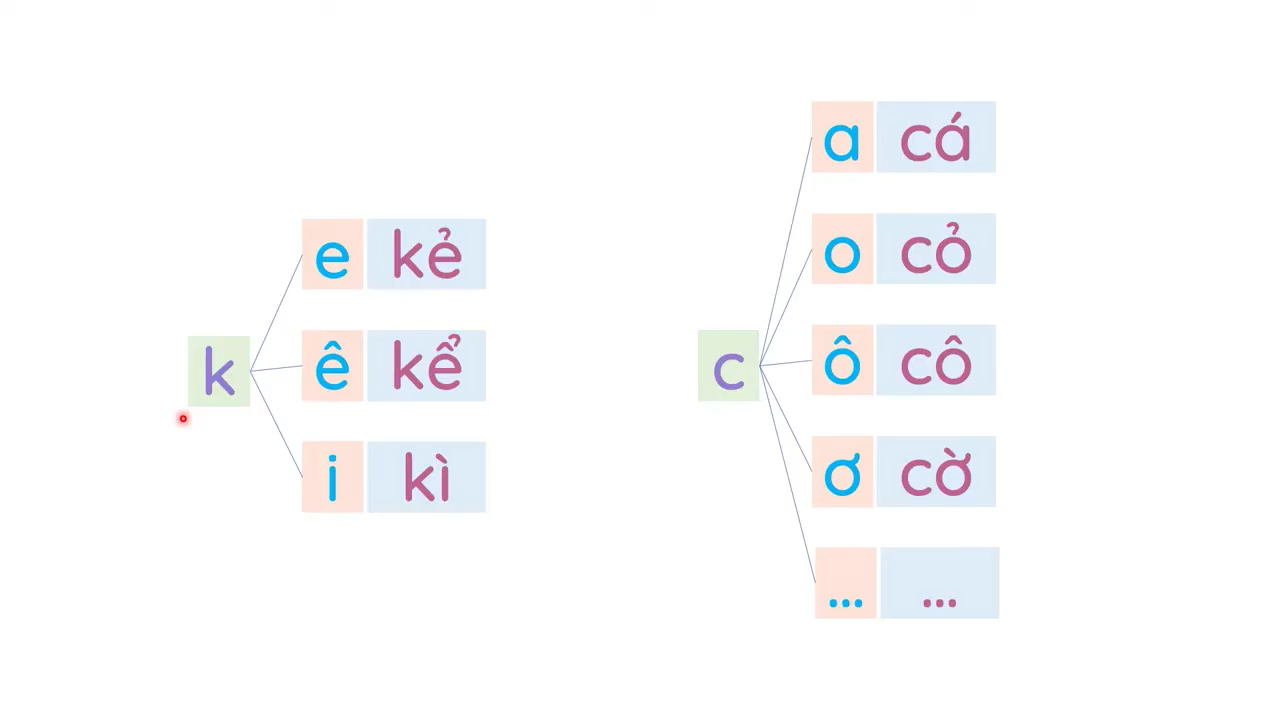 k
e kẻ
ê kể
i kì
c
a cá
o cỏ
ô cô
ơ cờ
... ...